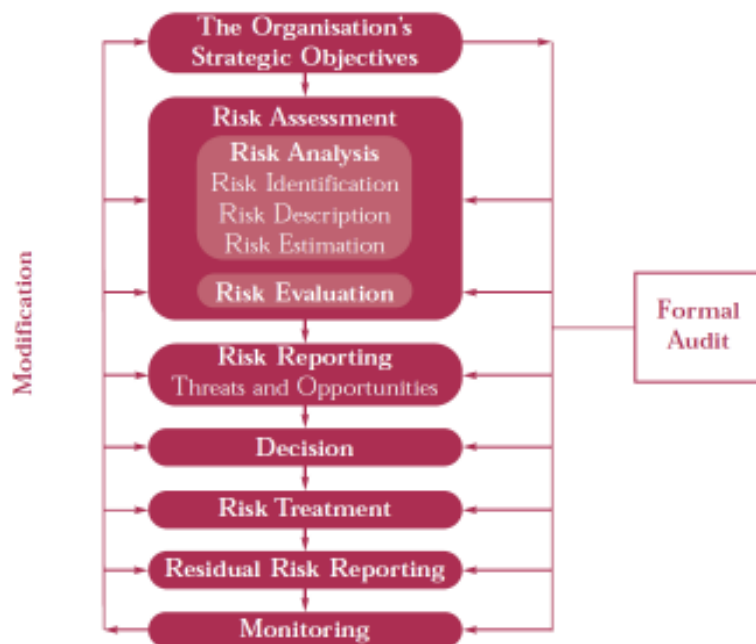 The Organisation's
Strategic Objectives
Risk Assessment
Risk Analysis
Risk Identification
Risk Description
Risk Estimation
Risk Evaluation
Risk Reporting
Threats and Opportunities
Decision
Risk Treatment
Residual Risk Reporting
Monitoring
Modification
Formal
Audit